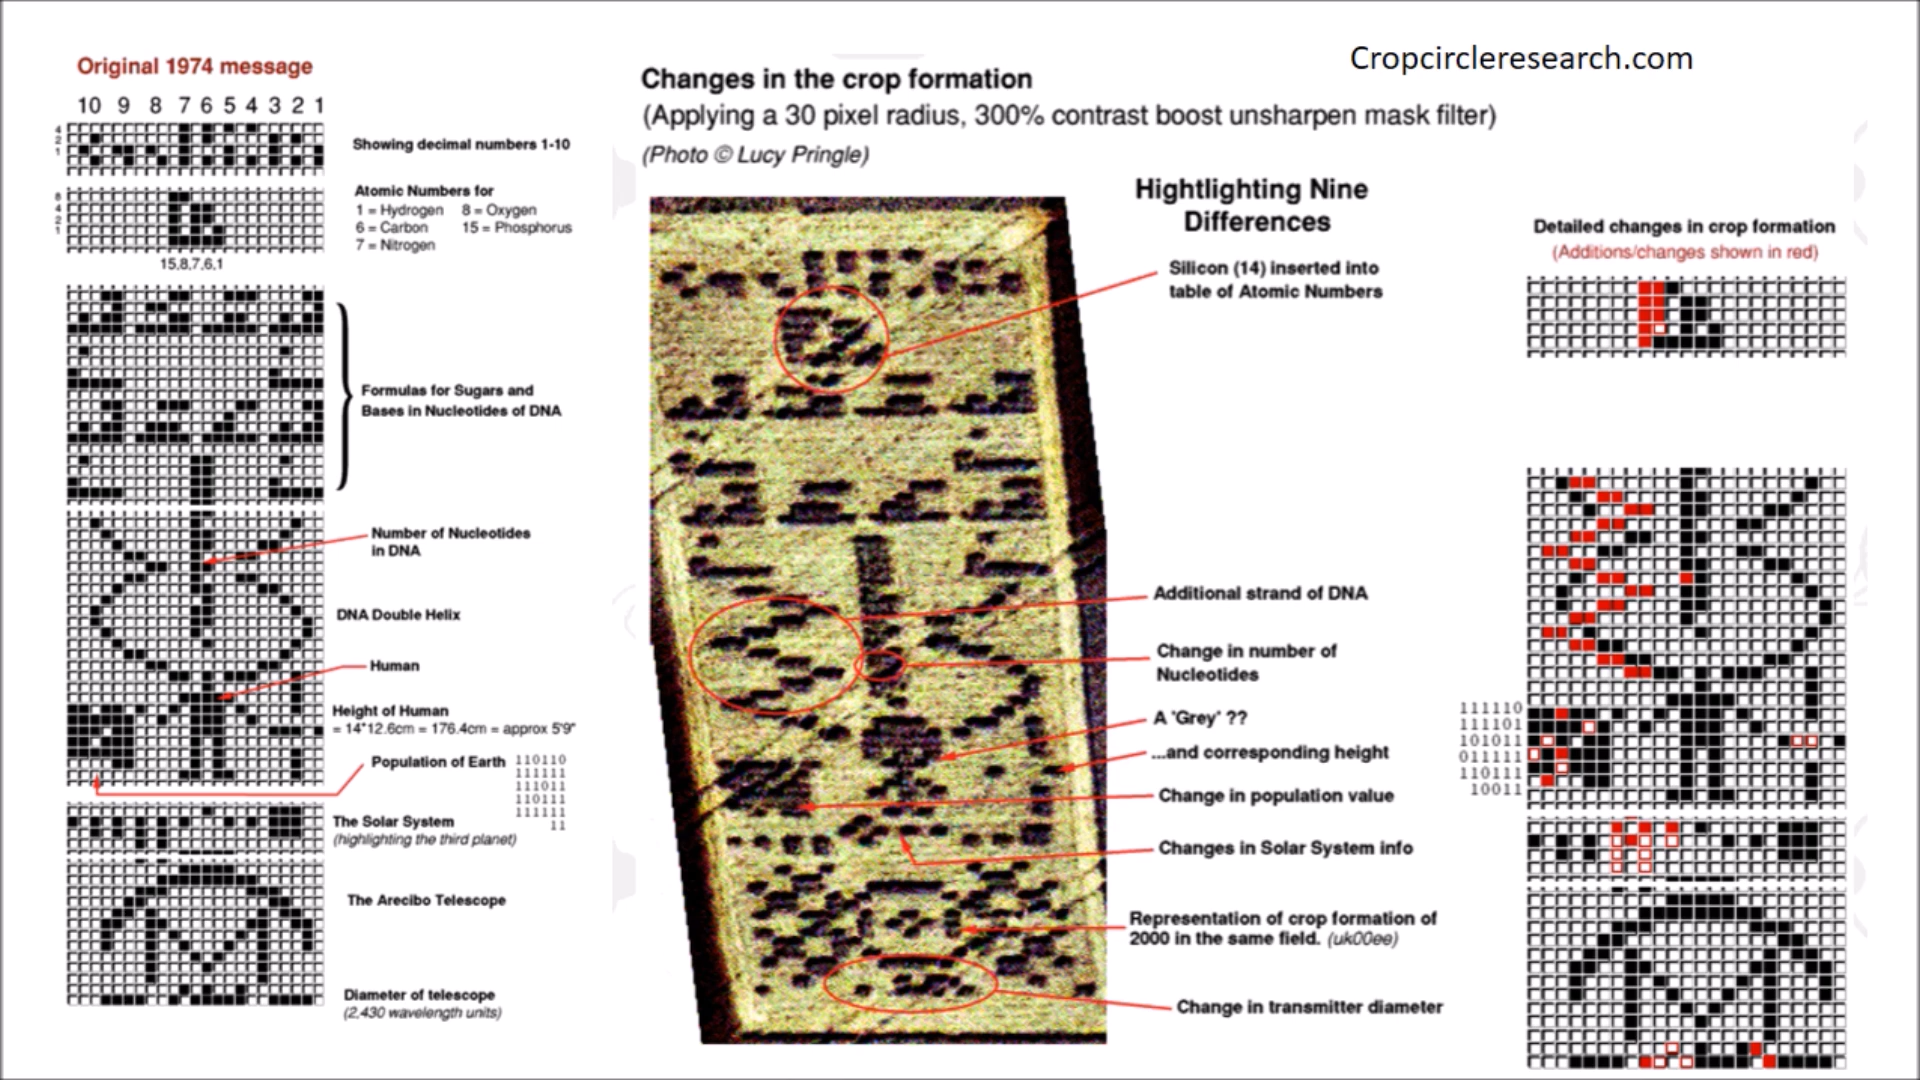 Cropcircleresearch.com
Original 1974 message
10 9 8 7 6 5 4 3 2 1
4
2
1
Showing decimal numbers 1-10
8
4
2
1
Atomic Numbers for
1 = Hydrogen 8 = Oxygen
6 = Carbon 15 = Phosphorus
7 = Nitrogen
15,8,7,6,1
Formulas for Sugars and
Bases in Nucleotides of DNA
Number of Nucleotides
in DNA
DNA Double Helix
Human
Height of Human
= 14*12.6cm = 176.4cm = approx 5'9"
Population of Earth
110110
111111
111011
110111
111111
11
The Solar System
(highlighting the third planet)
The Arecibo Telescope
Diameter of telescope
(2,430 wavelength units)
Changes in the crop formation
(Applying a 30 pixel radius, 300% contrast boost unsharpen mask filter)
(Photo © Lucy Pringle)
Hightlighting Nine
Differences
Silicon (14) inserted into
table of Atomic Numbers
Additional strand of DNA
Change in number of
Nucleotides
A 'Grey' ??
...and corresponding height
Change in population value
Changes in Solar System info
Representation of crop formation of
2000 in the same field. (uk00ee)
Change in transmitter diameter
Detailed changes in crop formation
(Additions/changes shown in red)
111110
111101
101011
011111
110111
10011